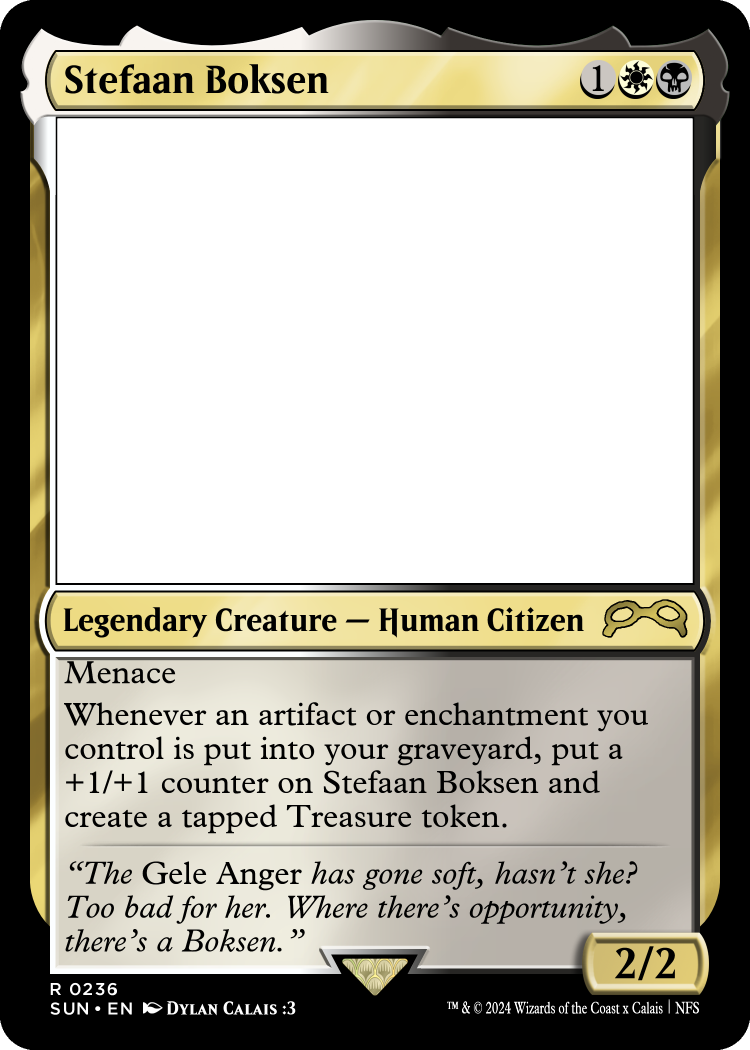 Stefaan Boksen 1
Legendary Creature — Human Citizen
Menace
Whenever an artifact or enchantment you
control is put into your graveyard, put a
+1/+1 counter on Stefaan Boksen and
create a tapped Treasure token.
“The Gele Anger has gone soft, hasn’t she?
Too bad for her. Where there’s opportunity,
there’s a Boksen.”
2/2
R 0236
SUN • EN DYLAN CALAIS :3
™ & © 2024 Wizards of the Coast x Calais | NFS